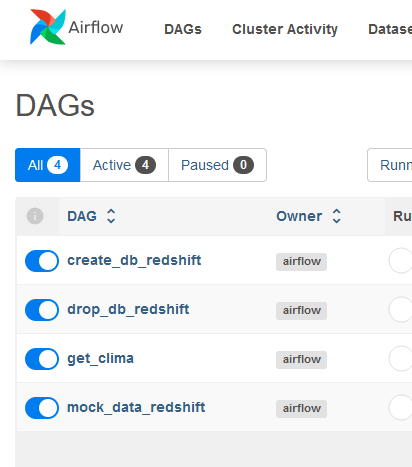 Airflow DAGs Cluster Activity Datase
DAGs
All 4 Active 4 Paused 0 Runn
i DAG Owner Ru
create_db_redshift airflow
drop_db_redshift airflow
get_clima airflow
mock_data_redshift airflow